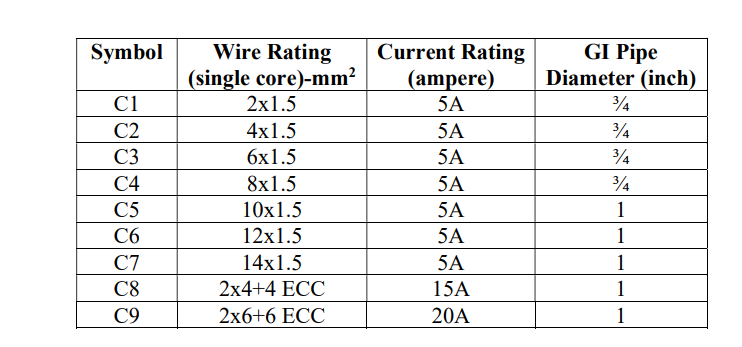 Symbol Wire Rating Current Rating GI Pipe
(single core)-mm² (ampere) Diameter (inch)
C1 2x1.5 5A ¾
C2 4x1.5 5A ¾
C3 6x1.5 5A ¾
C4 8x1.5 5A ¾
C5 10x1.5 5A 1
C6 12x1.5 5A 1
C7 14x1.5 5A 1
C8 2x4+4 ECC 15A 1
C9 2x6+6 ECC 20A 1